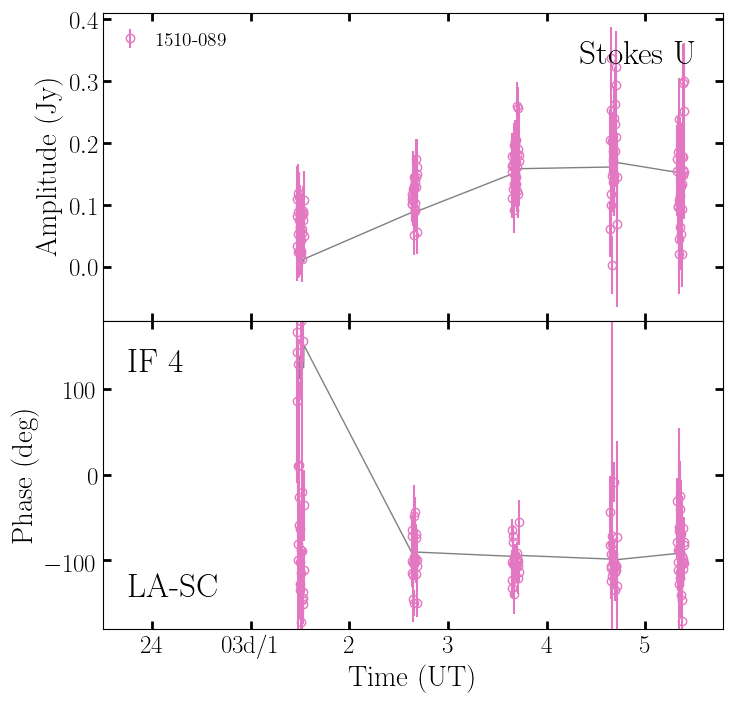 1510-089
Stokes U
0.4
0.3
0.2
0.1
0.0
Amplitude (Jy)
IF 4
100
0
−100
Phase (deg)
LA-SC
24 03d/1 2 3 4 5
Time (UT)